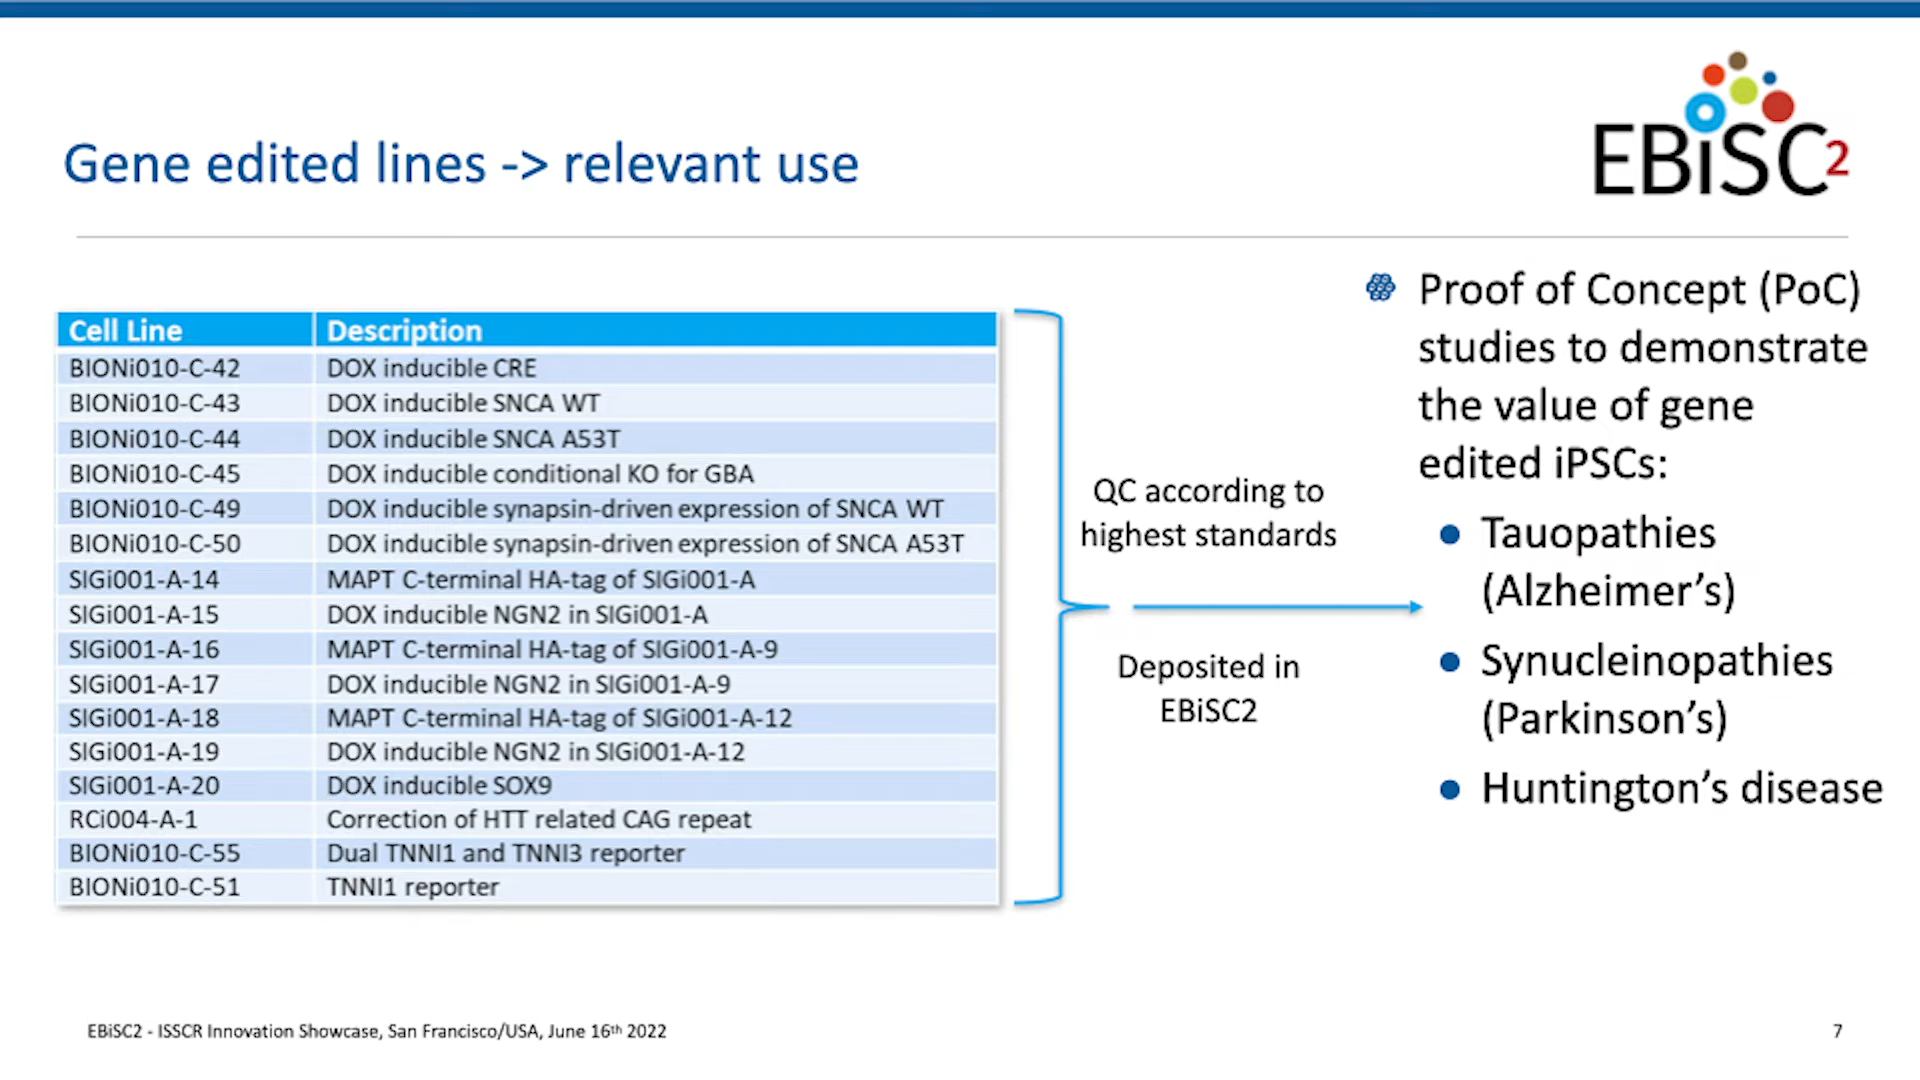 EBiSC2
Gene edited lines -> relevant use
Cell Line Description
BIONi010-C-42 DOX inducible CRE
BIONi010-C-43 DOX inducible SNCA WT
BIONi010-C-44 DOX inducible SNCA A53T
BIONi010-C-45 DOX inducible conditional KO for GBA
BIONi010-C-49 DOX inducible synapsin-driven expression of SNCA WT
BIONi010-C-50 DOX inducible synapsin-driven expression of SNCA A53T
SIGi001-A-14 MAPT C-terminal HA-tag of SIGi001-A
SIGi001-A-15 DOX inducible NGN2 in SIGi001-A
SIGi001-A-16 MAPT C-terminal HA-tag of SIGi001-A-9
SIGi001-A-17 DOX inducible NGN2 in SIGi001-A-9
SIGi001-A-18 MAPT C-terminal HA-tag of SIGi001-A-12
SIGi001-A-19 DOX inducible NGN2 in SIGi001-A-12
SIGi001-A-20 DOX inducible SOX9
RCi004-A-1 Correction of HTT related CAG repeat
BIONi010-C-55 Dual TNNI1 and TNNI3 reporter
BIONi010-C-51 TNNI1 reporter
QC according to
highest standards
Deposited in
EBiSC2
Proof of Concept (PoC)
studies to demonstrate
the value of gene
edited iPSCs:
Tauopathies
(Alzheimer's)
Synucleinopathies
(Parkinson's)
Huntington's disease
EBiSC2 - ISSCR Innovation Showcase, San Francisco/USA, June 16th 2022
7